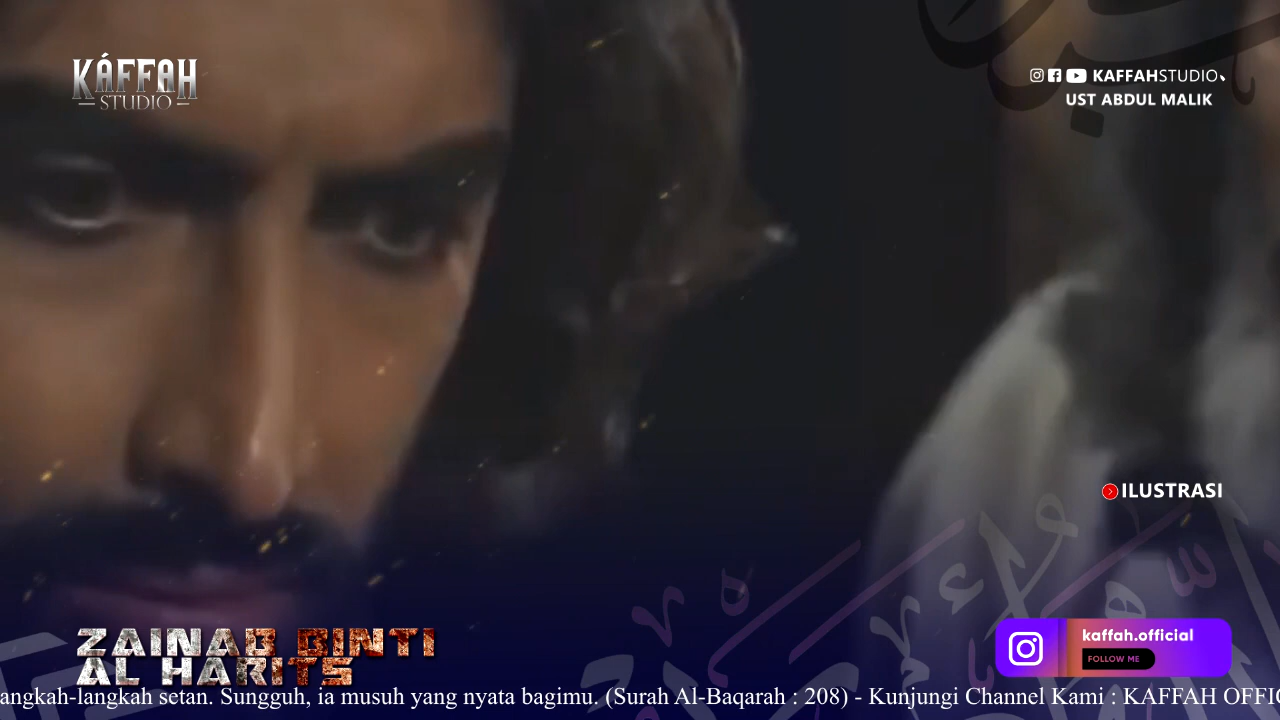 KÁFFAH
STUDIO
KAFFAHSTUDIO
UST ABDUL MALIK
ILUSTRASI
kaffah.official
FOLLOW ME
ZAINAB BINTI
AL HARITS
angkah-langkah setan. Sungguh, ia musuh yang nyata bagimu. (Surah Al-Baqarah : 208) - Kunjungi Channel Kami : KAFFAH OFFIC